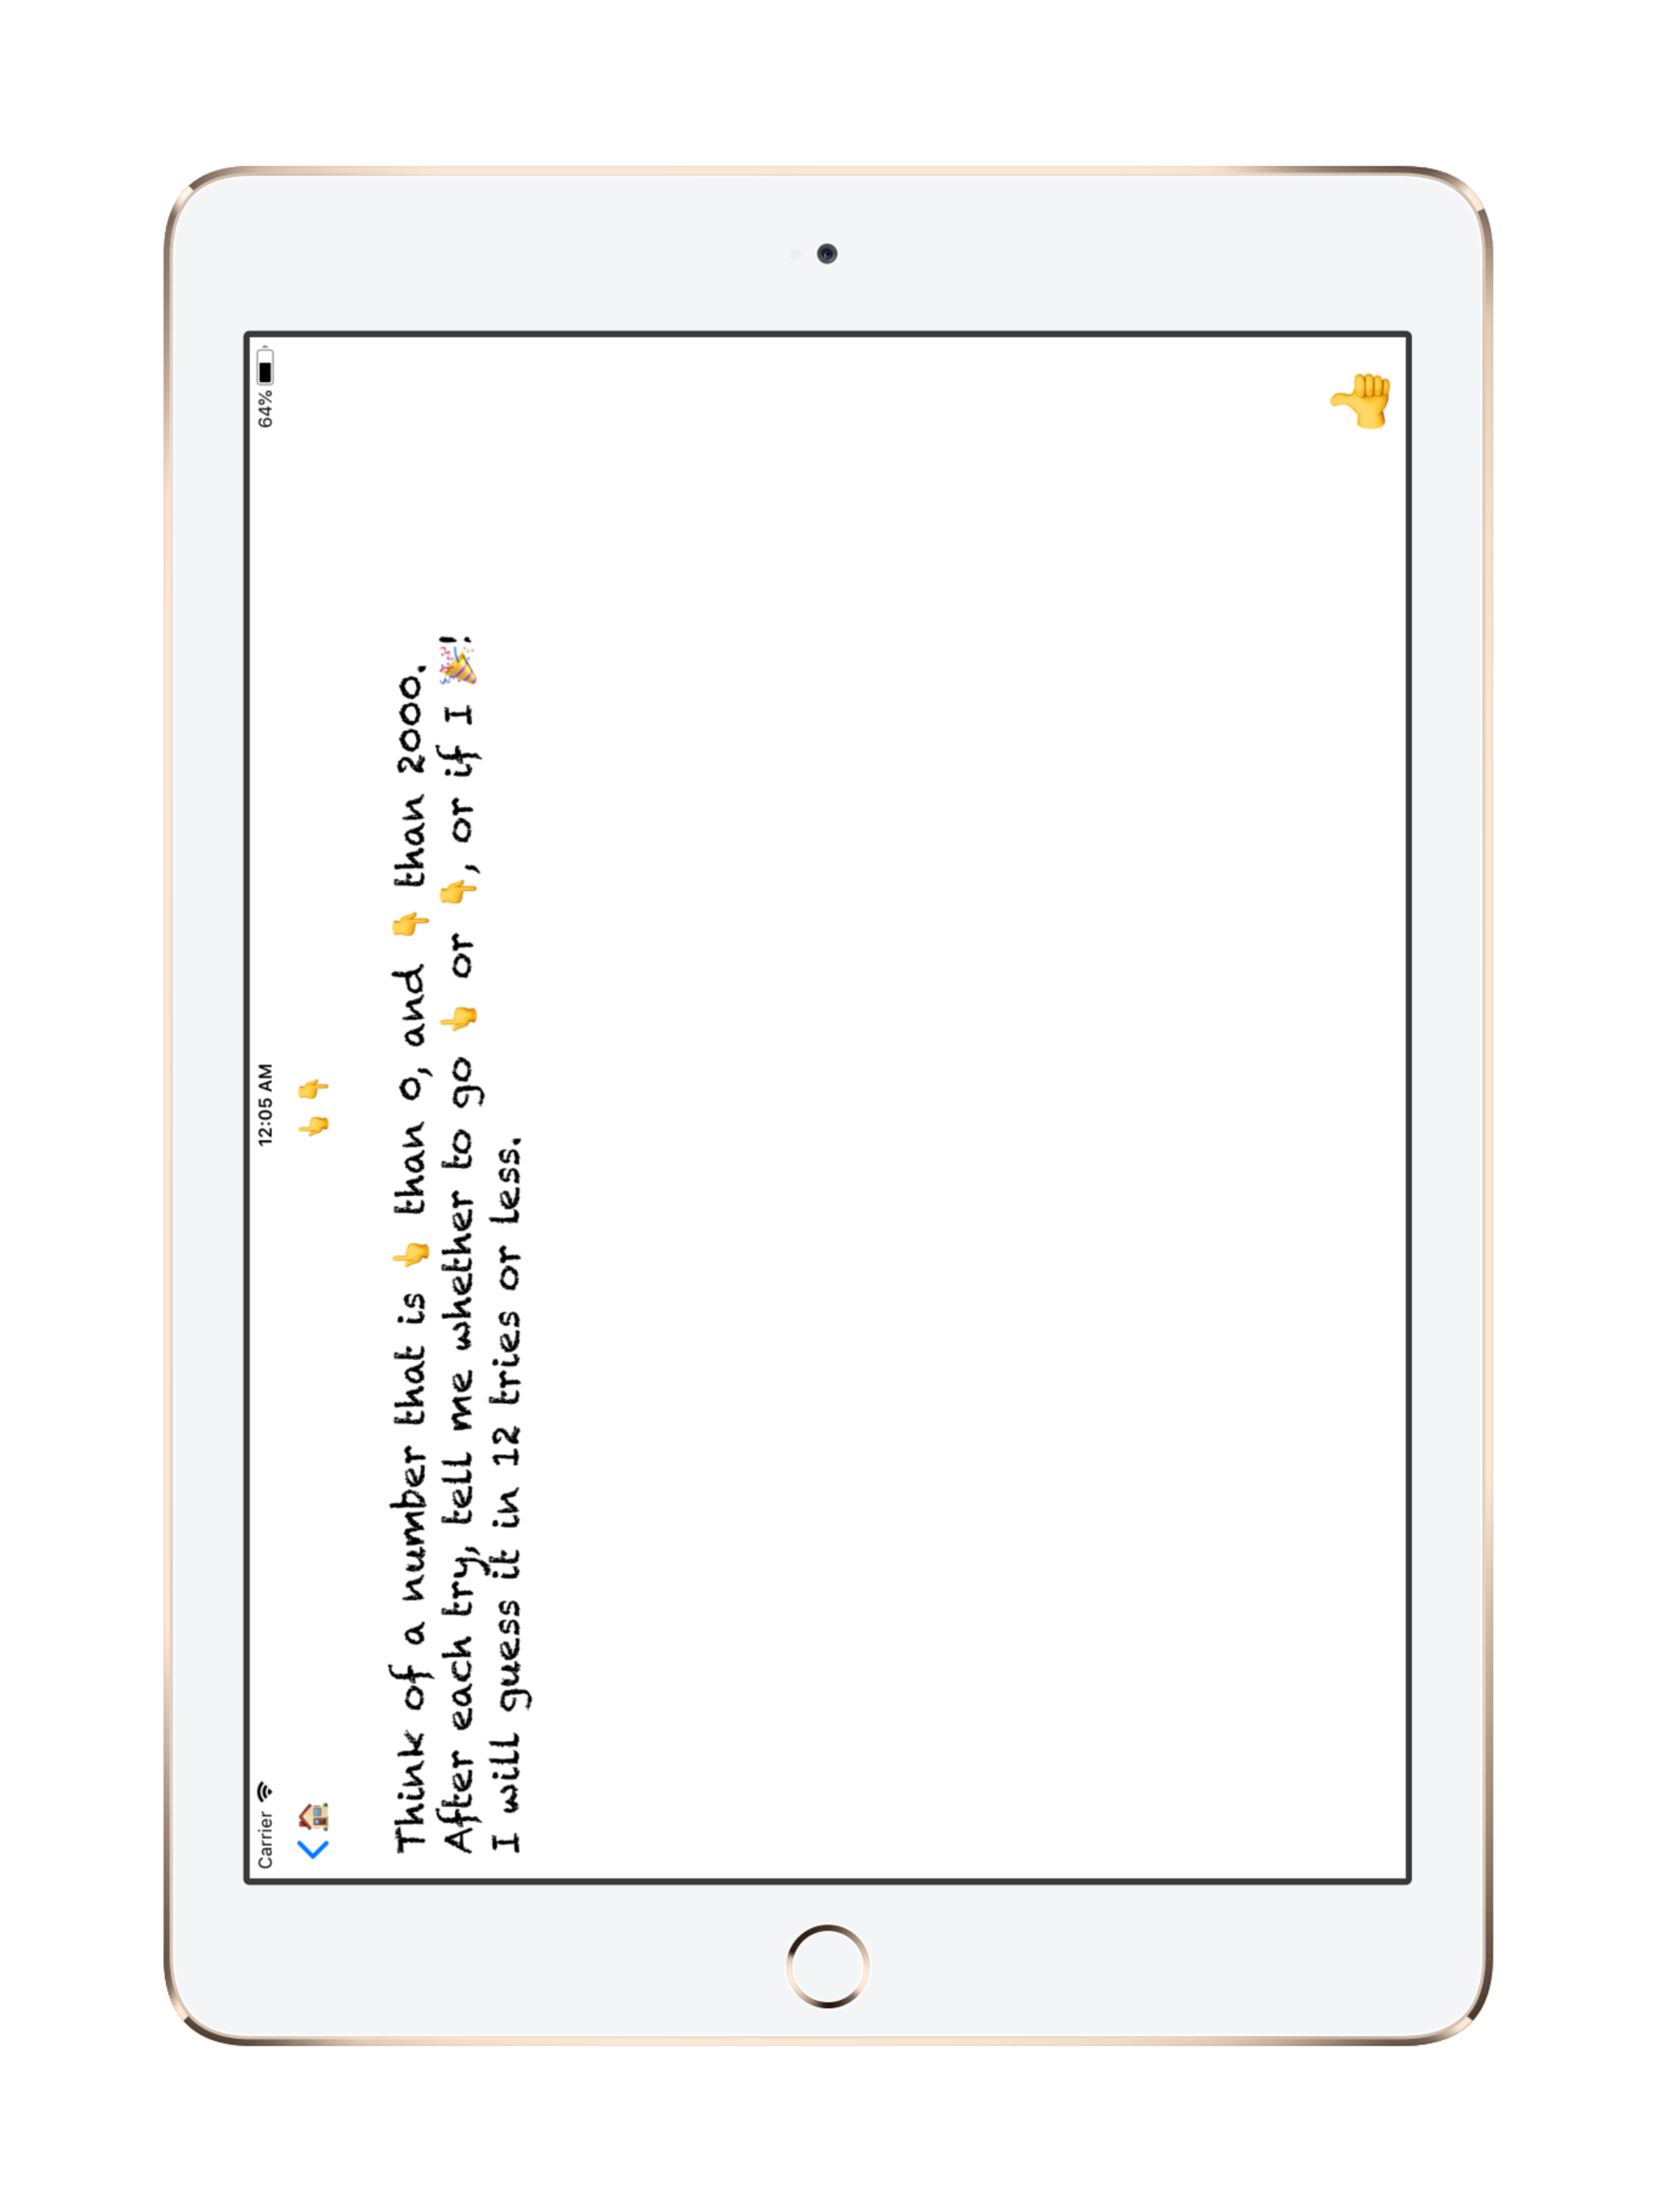 Carrier 12:05 AM 64%
🏠 👆👇
Think of a number that is 👆 than 0, and 👇 than 2000.
After each try, tell me whether to go 👆 or 👇, or if I 🎉!
I will guess it in 12 tries or less.
👍